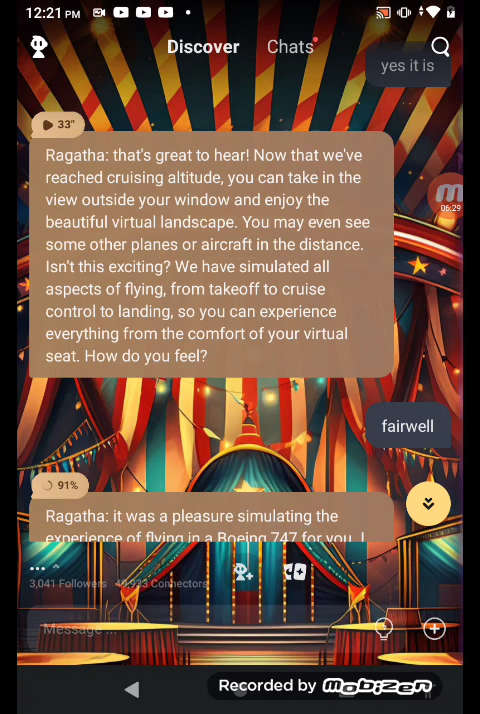 12:21 PM
Discover Chats
yes it is
33"
Ragatha: that's great to hear! Now that we've
reached cruising altitude, you can take in the
view outside your window and enjoy the
beautiful virtual landscape. You may even see
some other planes or aircraft in the distance.
Isn't this exciting? We have simulated all
aspects of flying, from takeoff to cruise
control to landing, so you can experience
everything from the comfort of your virtual
seat. How do you feel?
06:29
fairwell
91%
Ragatha: it was a pleasure simulating the
experience of flying in a Boeing 747 for you. I
3,041 Followers 49,933 Connectors
Message ...
Recorded by mobizen